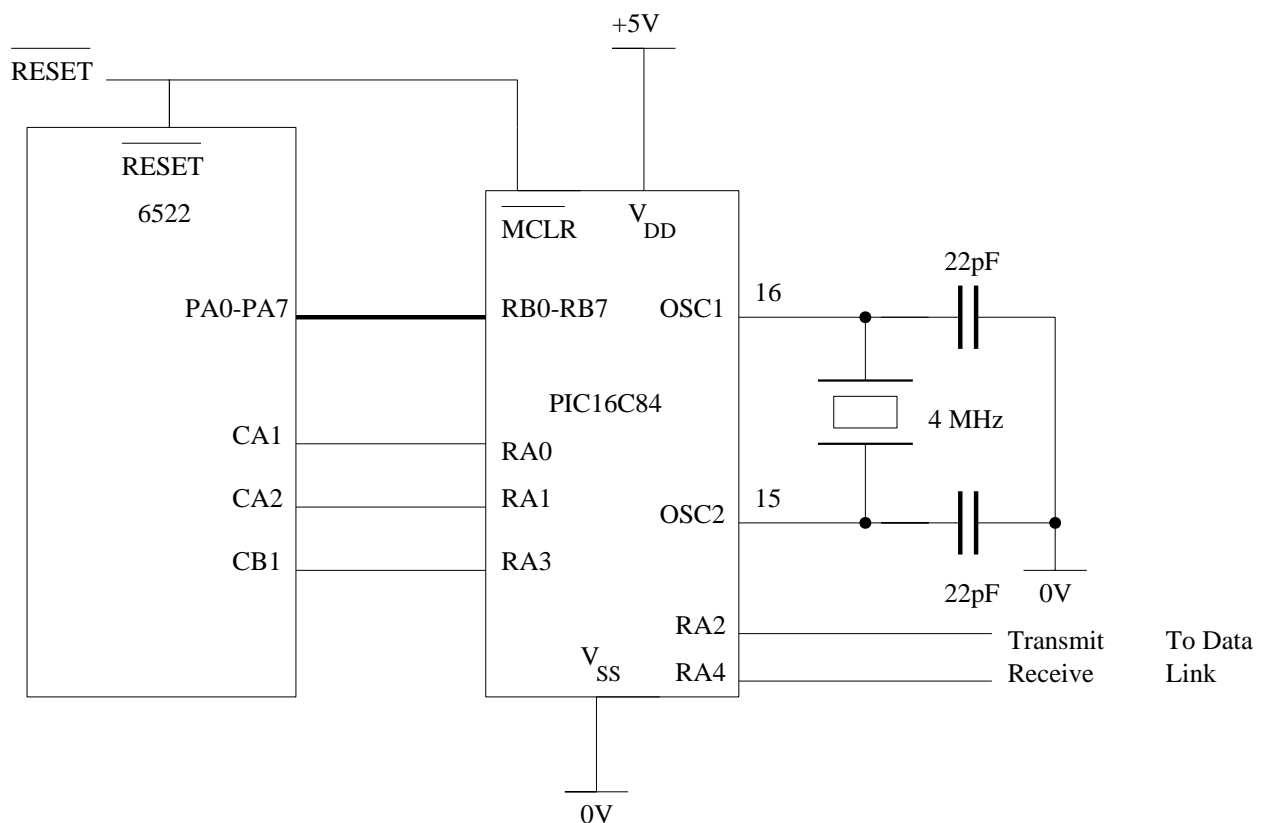 +5V
RESET
RESET
6522
MCLR
VDD
22pF
16
PA0-PA7
RB0-RB7
OSC1
PIC16C84
4 MHz
CA1
RA0
CA2
RA1
15
OSC2
CB1
RA3
22pF
0V
RA2
Transmit
To Data
VSS
RA4
Receive
Link
0V